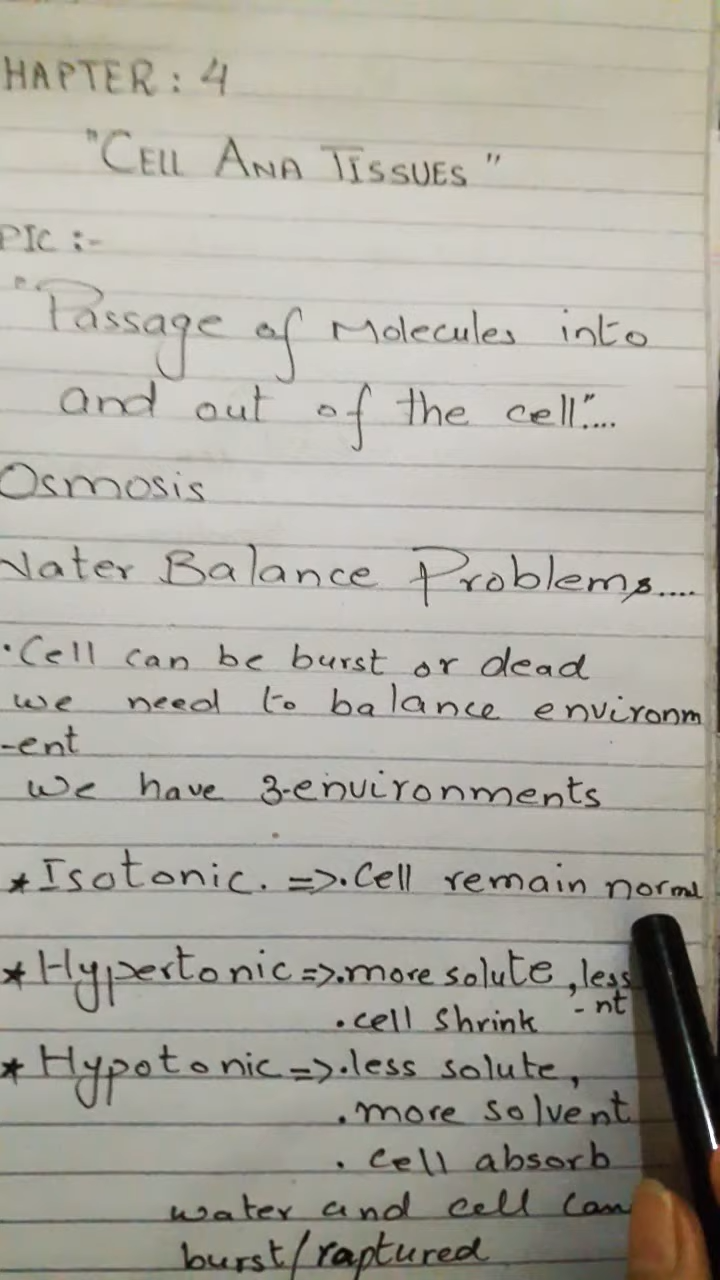 HAPTER : 4
"CELL ANA TISSUES"
PIC :-
"Passage of Molecules into
and out of the cell"....
Osmosis
Water Balance Problems....
.Cell can be burst or dead
we need to balance environm
-ent
we have 3-environments
*Isotonic. =>.Cell remain normal
*Hypertonic=>.more solute, less
-nt
.cell shrink
*Hypotonic=>.less solute,
.more solvent
. cell absorb
water and cell can
burst/raptured